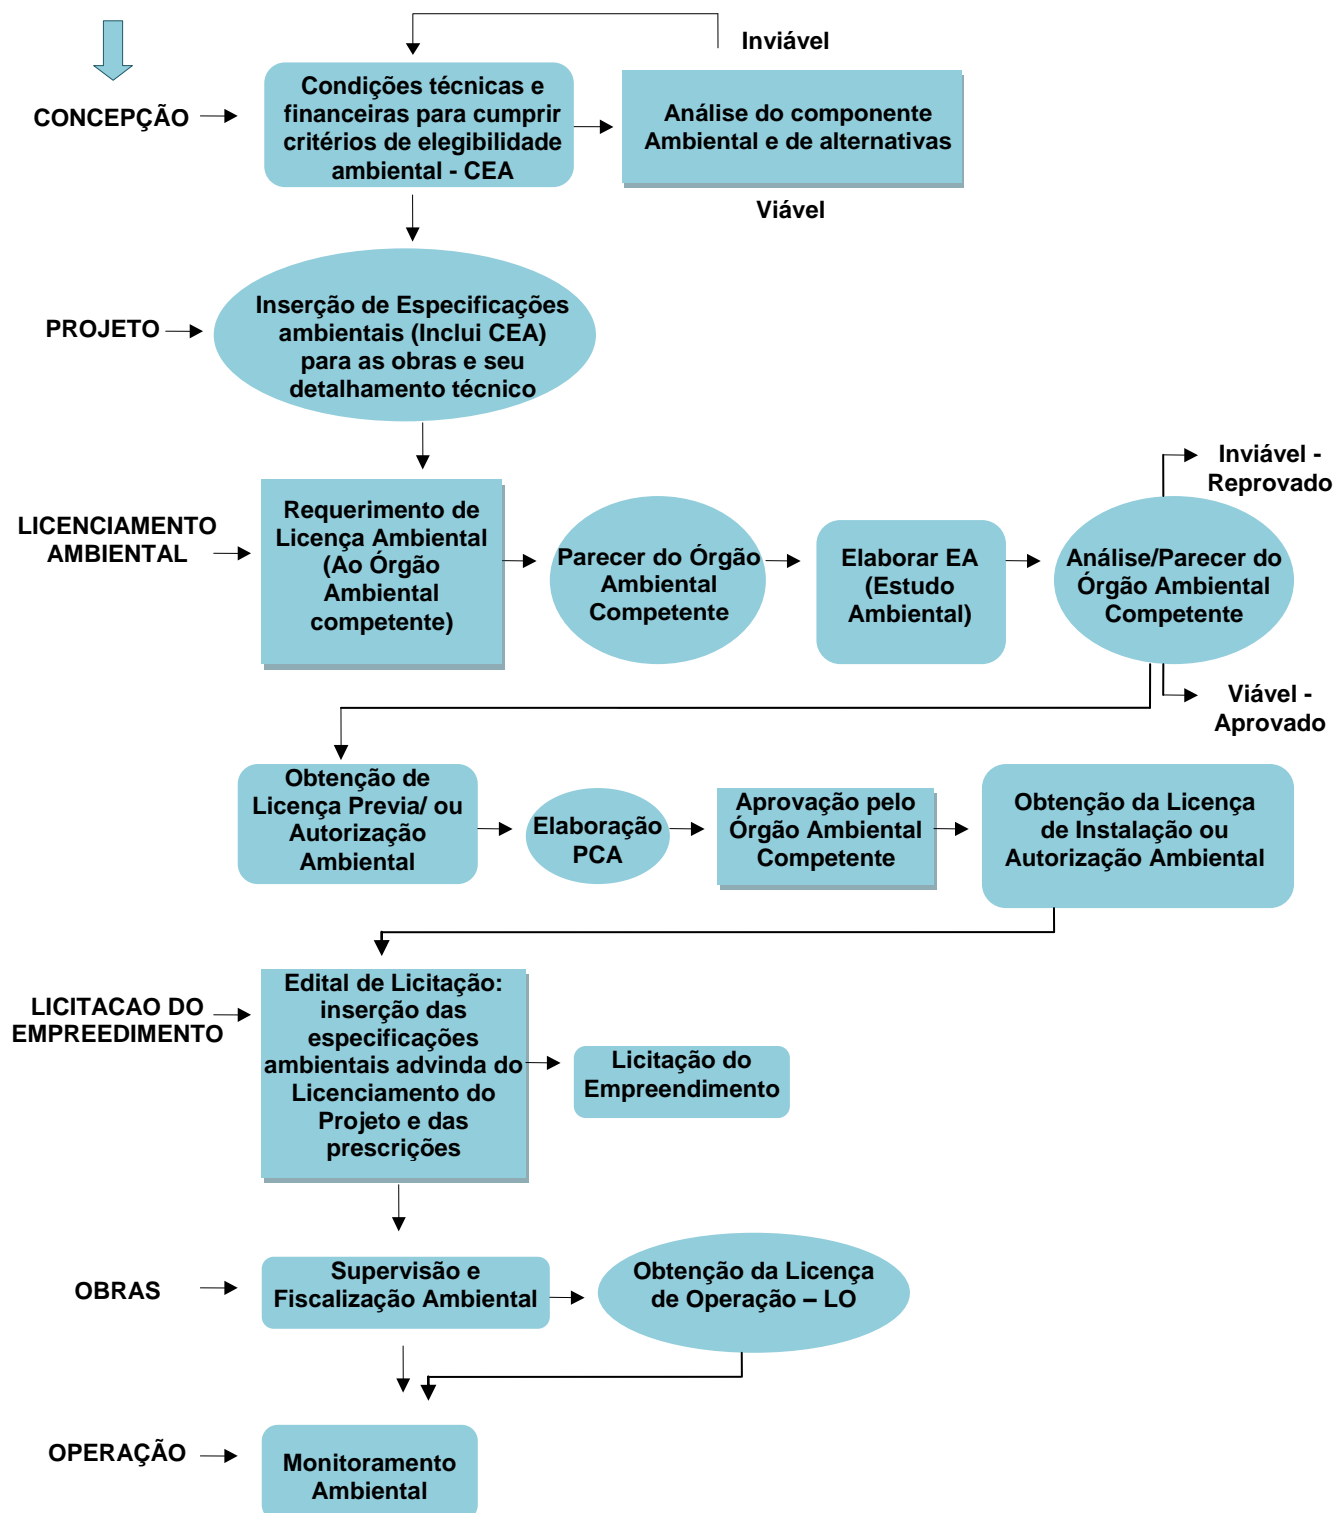 Inviável
CONCEPÇÃO
Condições técnicas e
financeiras para cumprir
critérios de elegibilidade
ambiental - CEA
Análise do componente
Ambiental e de alternativas
Viável
PROJETO
Inserção de Especificações
ambientais (Inclui CEA)
para as obras e seu
detalhamento técnico
LICENCIAMENTO
AMBIENTAL
Requerimento de
Licença Ambiental
(Ao Órgão
Ambiental
competente)
Parecer do Órgão
Ambiental
Competente
Elaborar EA
(Estudo
Ambiental)
Análise/Parecer do
Órgão Ambiental
Competente
Inviável -
Reprovado
Viável -
Aprovado
Obtenção de
Licença Previa/ ou
Autorização
Ambiental
Elaboração
PCA
Aprovação pelo
Órgão Ambiental
Competente
Obtenção da Licença
de Instalação ou
Autorização Ambiental
LICITACAO DO
EMPREEDIMENTO
Edital de Licitação:
inserção das
especificações
ambientais advinda do
Licenciamento do
Projeto e das
prescrições
Licitação do
Empreendimento
OBRAS
Supervisão e
Fiscalização Ambiental
Obtenção da Licença
de Operação – LO
OPERAÇÃO
Monitoramento
Ambiental